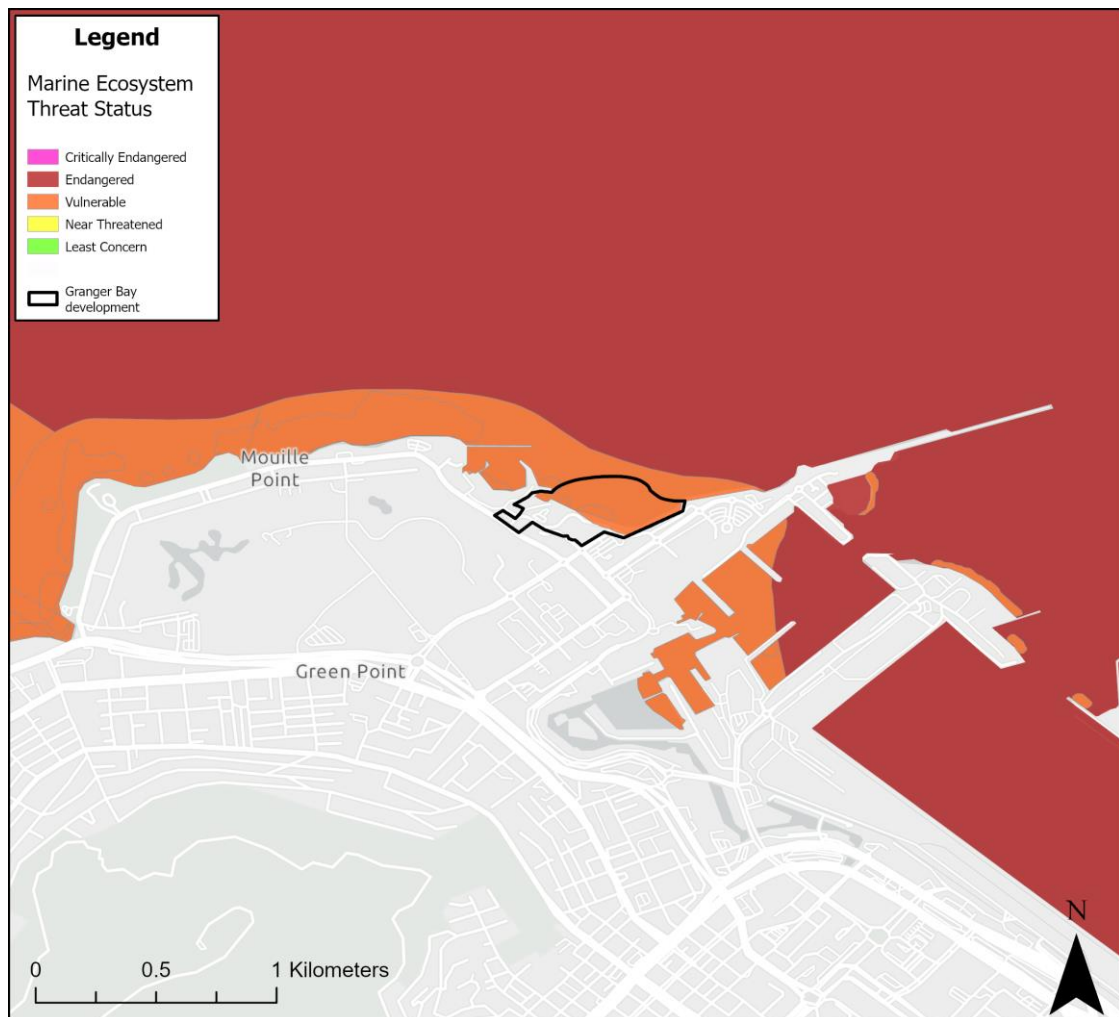 Legend
Marine Ecosystem
Threat Status
Critically Endangered
Endangered
Vulnerable
Near Threatened
Least Concern
Granger Bay
development
Mouille
Point
Green Point
N
0 0.5 1 Kilometers